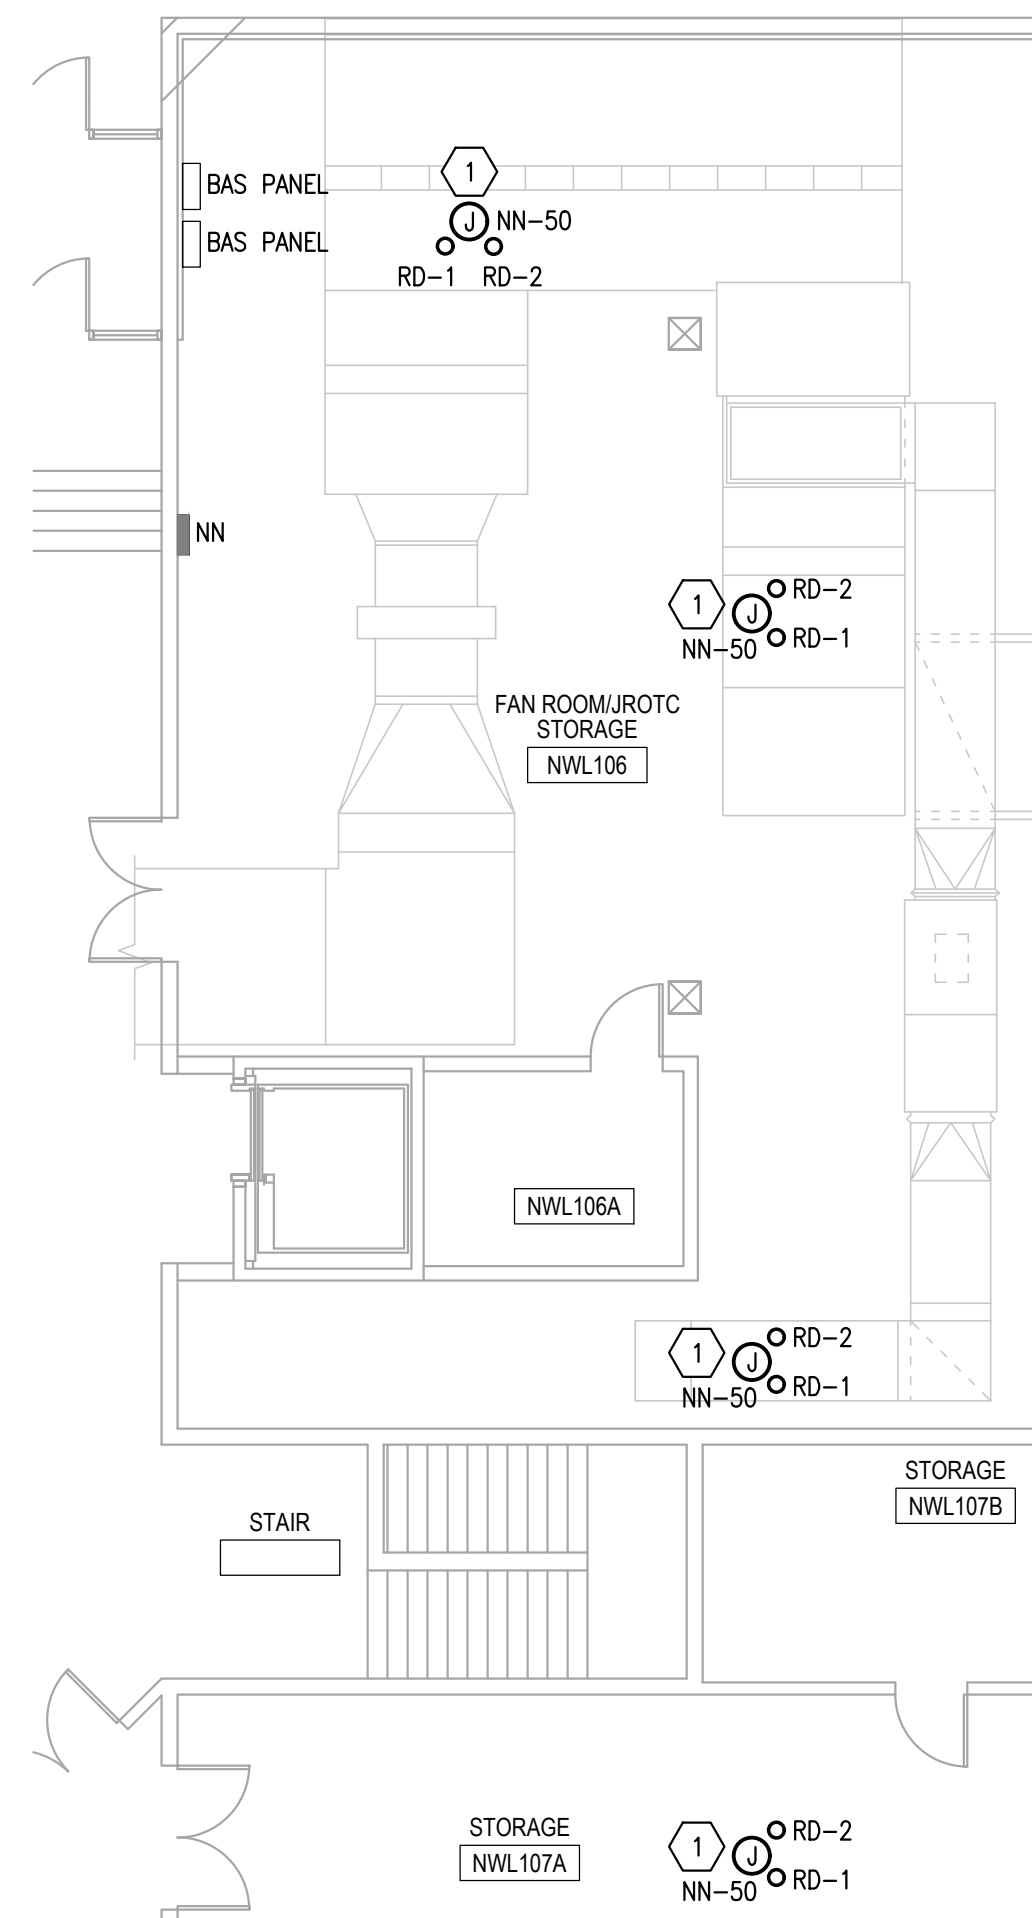 1
BAS PANEL
J NN-50
BAS PANEL
RD-1 RD-2
NN
RD-2
1 J
RD-1
NN-50
FAN ROOM/JROTC
STORAGE
NWL106
NWL106A
RD-2
1 J
RD-1
NN-50
STORAGE
NWL107B
STAIR
STORAGE
NWL107A
RD-2
1 J
RD-1
NN-50